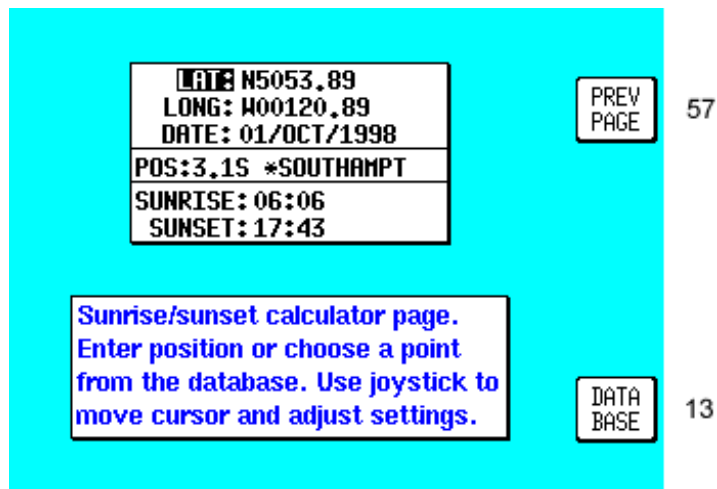 LAT: N5053.89
LONG: W00120.89
DATE: 01/OCT/1998
POS:3.1S *SOUTHAMPT
SUNRISE: 06:06
SUNSET: 17:43
PREV
PAGE
57
Sunrise/sunset calculator page.
Enter position or choose a point
from the database. Use joystick to
move cursor and adjust settings.
DATA
BASE
13